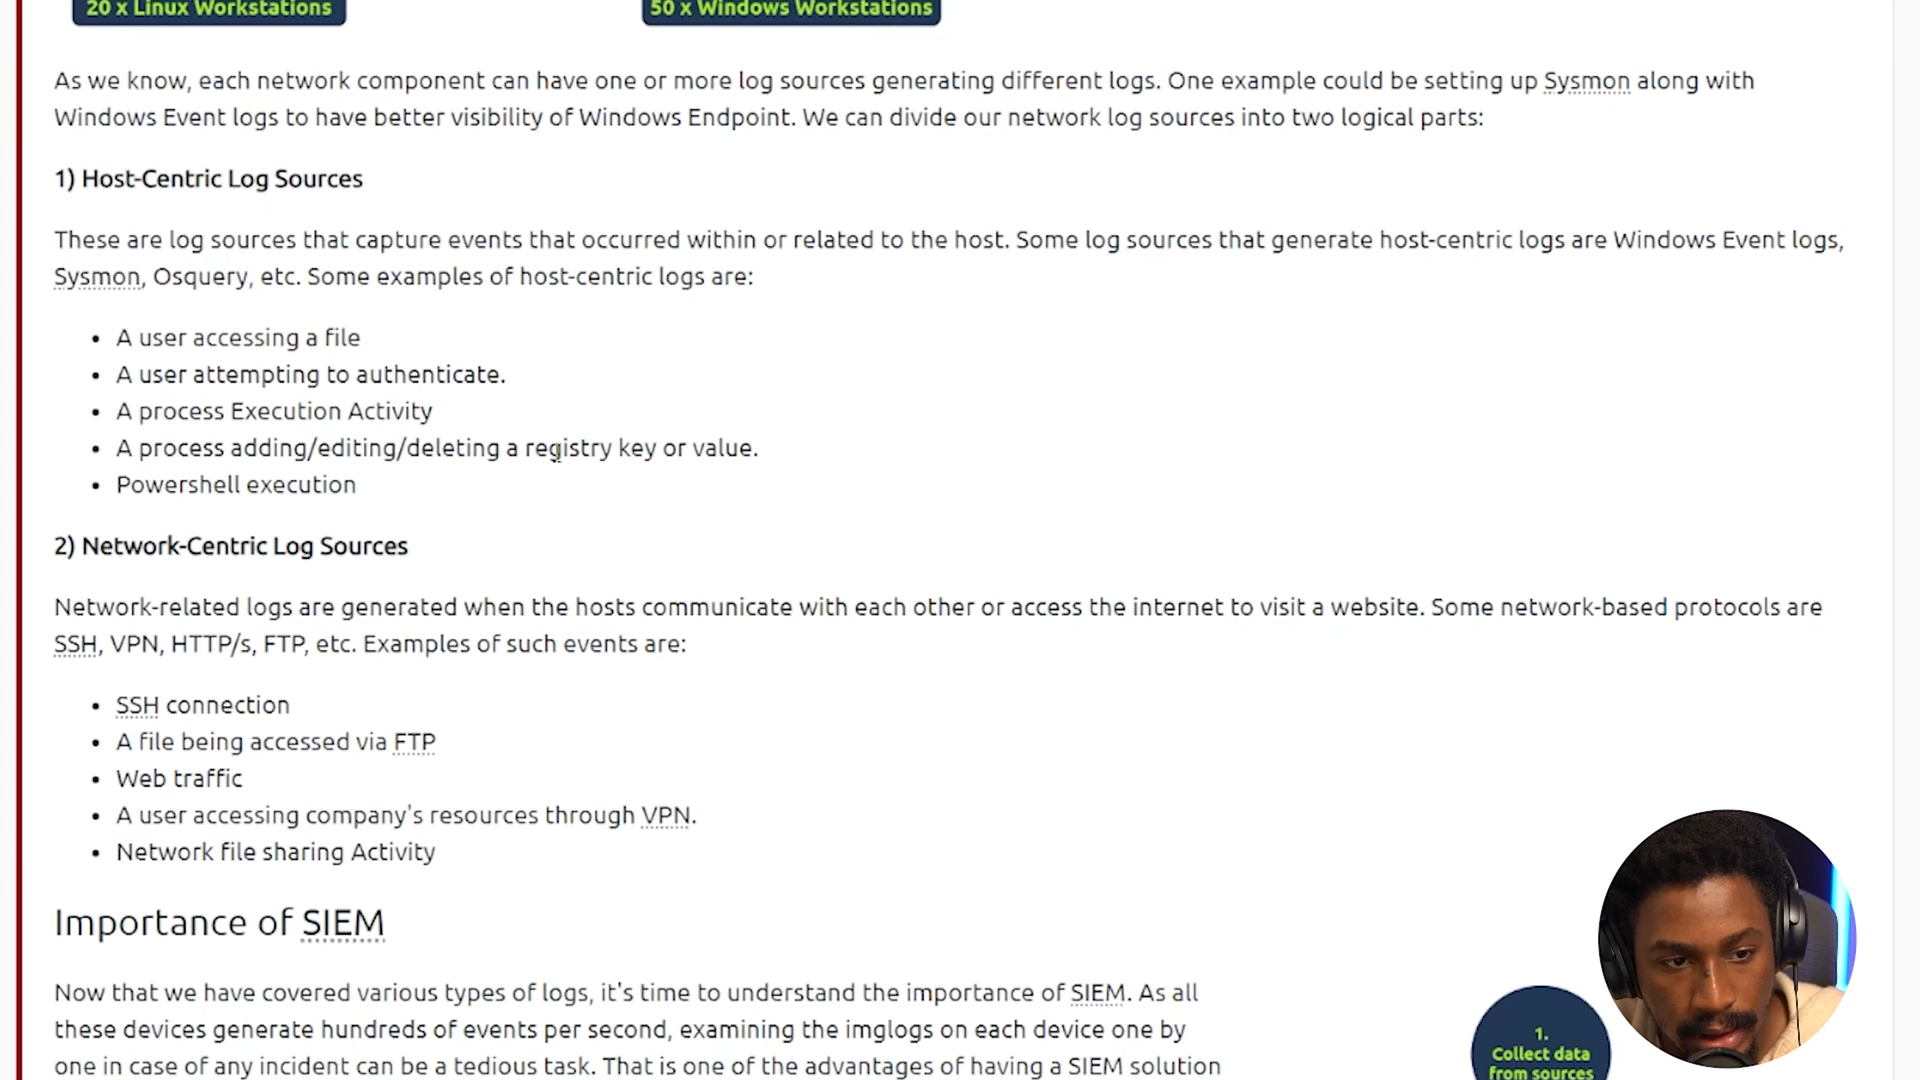 20 x Linux Workstations
50 x Windows Workstations
As we know, each network component can have one or more log sources generating different logs. One example could be setting up Sysmon along with
Windows Event logs to have better visibility of Windows Endpoint. We can divide our network log sources into two logical parts:
1) Host-Centric Log Sources
These are log sources that capture events that occurred within or related to the host. Some log sources that generate host-centric logs are Windows Event logs,
Sysmon, Osquery, etc. Some examples of host-centric logs are:
• A user accessing a file
• A user attempting to authenticate.
• A process Execution Activity
• A process adding/editing/deleting a registry key or value.
• Powershell execution
2) Network-Centric Log Sources
Network-related logs are generated when the hosts communicate with each other or access the internet to visit a website. Some network-based protocols are
SSH, VPN, HTTP/s, FTP, etc. Examples of such events are:
• SSH connection
• A file being accessed via FTP
• Web traffic
• A user accessing company's resources through VPN.
• Network file sharing Activity
Importance of SIEM
Now that we have covered various types of logs, it's time to understand the importance of SIEM. As all
these devices generate hundreds of events per second, examining the imglogs on each device one by
one in case of any incident can be a tedious task. That is one of the advantages of having a SIEM solution
1.
Collect data
from sources